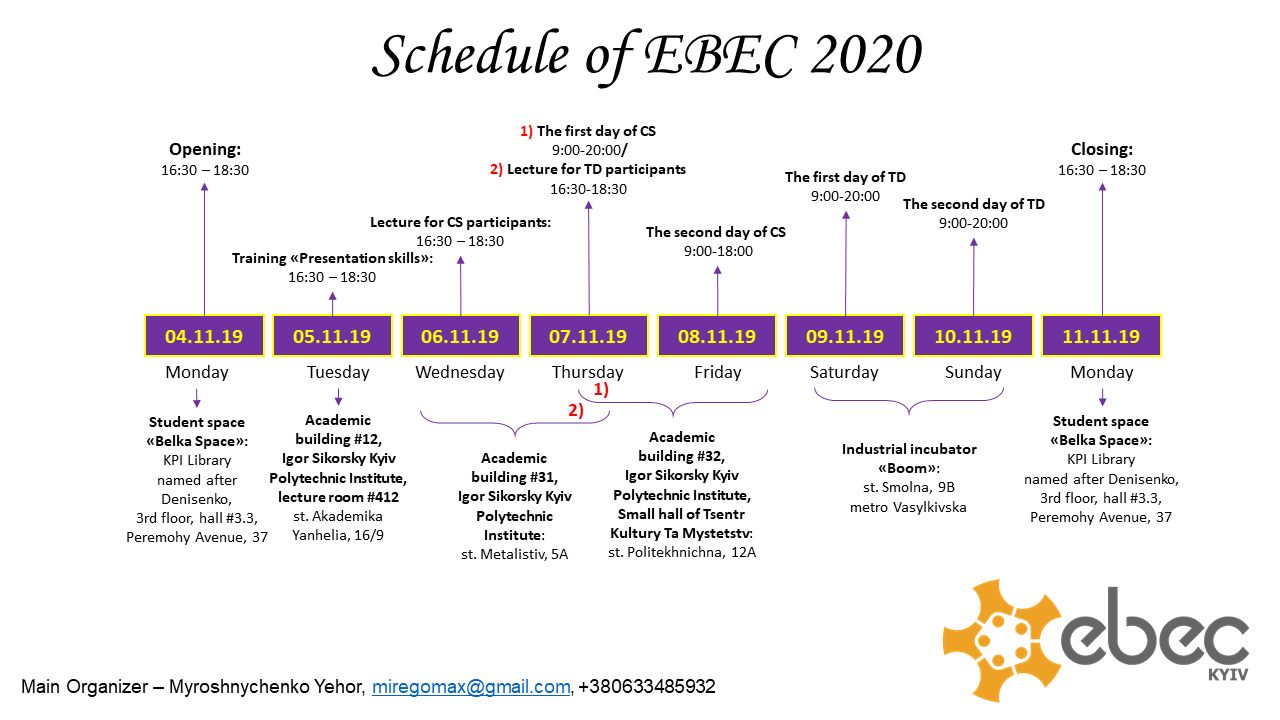 Schedule of EBEC 2020
Opening:
16:30 – 18:30
Training «Presentation skills»:
16:30 – 18:30
Lecture for CS participants:
16:30 – 18:30
1) The first day of CS
9:00-20:00/
2) Lecture for TD participants
16:30-18:30
The second day of CS
9:00-18:00
The first day of TD
9:00-20:00
The second day of TD
9:00-20:00
Closing:
16:30 – 18:30
04.11.19
05.11.19
06.11.19
07.11.19
08.11.19
09.11.19
10.11.19
11.11.19
Monday
Tuesday
Wednesday
Thursday
Friday
Saturday
Sunday
Monday
1)
2)
Student space
«Belka Space»:
KPI Library
named after
Denisenko,
3rd floor, hall #3.3,
Peremohy Avenue, 37
Academic
building #12,
Igor Sikorsky Kyiv
Polytechnic Institute,
lecture room #412
st. Akademika
Yanhelia, 16/9
Academic
building #31,
Igor Sikorsky Kyiv
Polytechnic
Institute:
st. Metalistiv, 5A
Academic
building #32,
Igor Sikorsky Kyiv
Polytechnic Institute,
Small hall of Tsentr
Kultury Ta Mystetstv:
st. Politekhnichna, 12A
Industrial incubator
«Boom»:
st. Smolna, 9B
metro Vasylkivska
Student space
«Belka Space»:
KPI Library
named after Denisenko,
3rd floor, hall #3.3,
Peremohy Avenue, 37
ebec
KYIV
Main Organizer – Myroshnychenko Yehor, miregomax@gmail.com, +380633485932